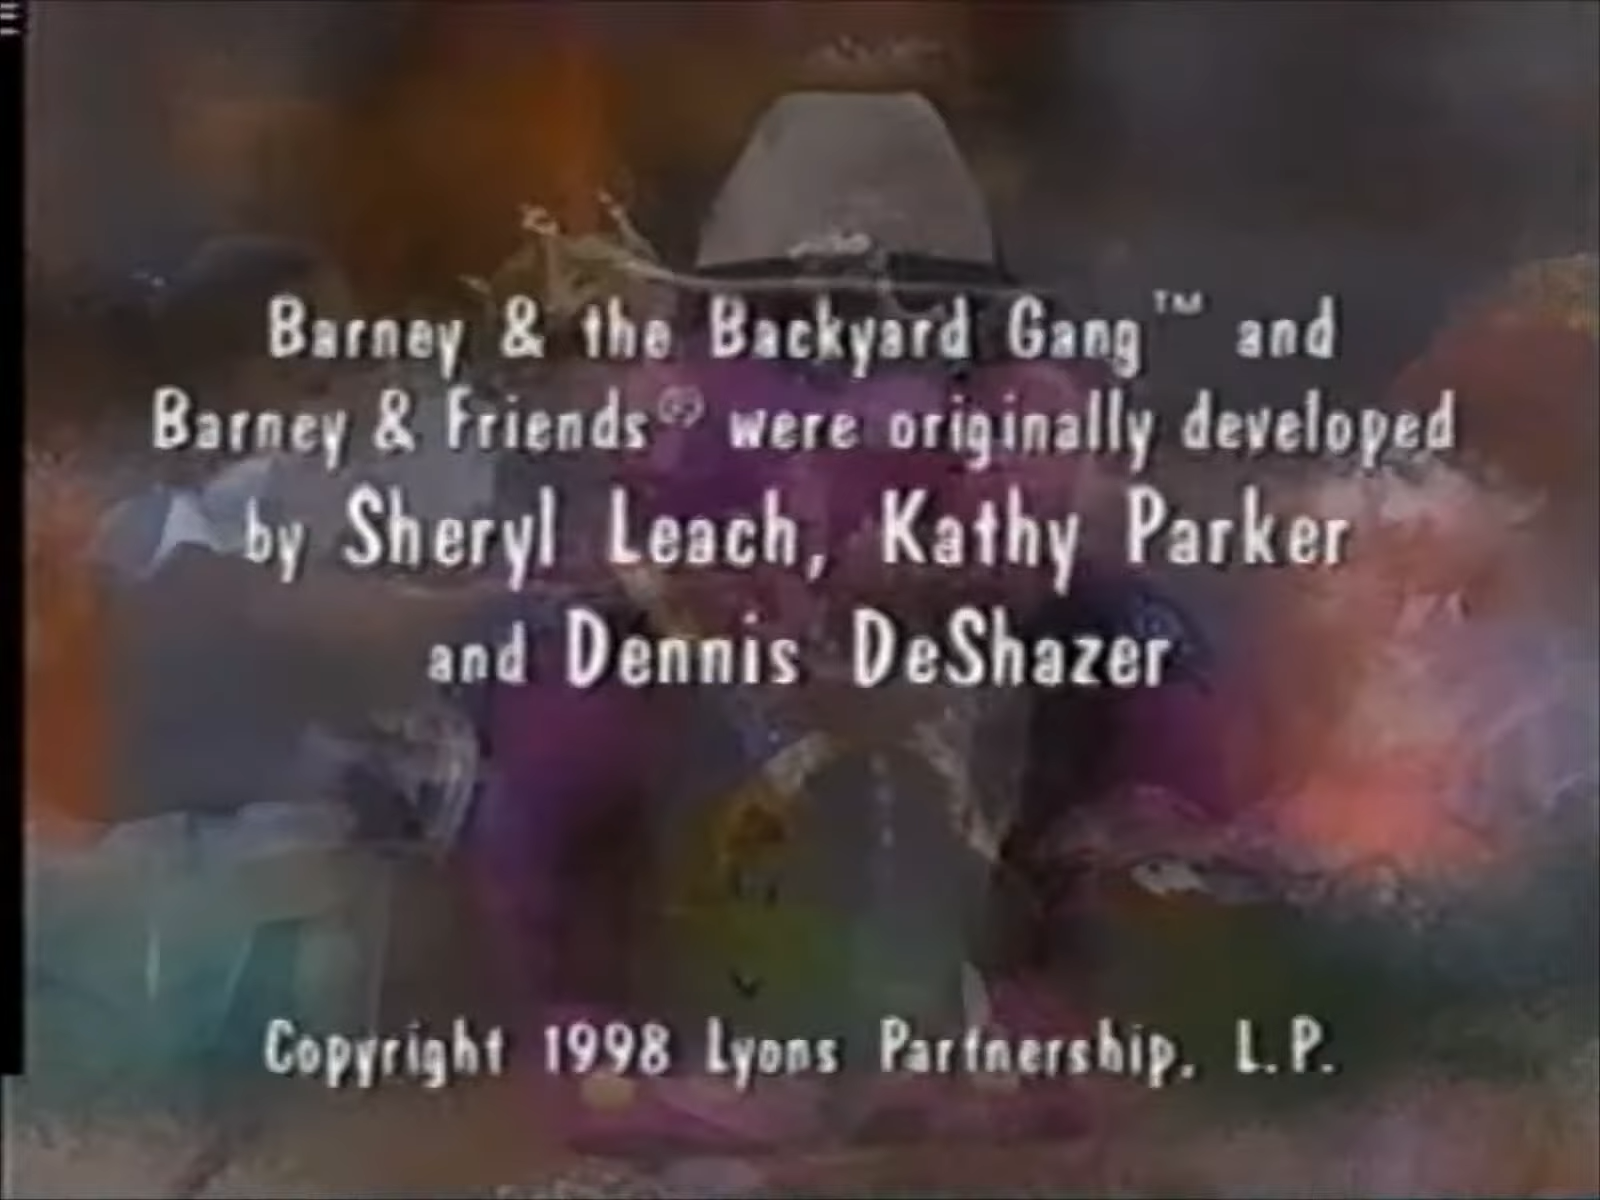 Barney & the Backyard Gang™ and
Barney & Friends® were originally developed
by Sheryl Leach, Kathy Parker
and Dennis DeShazer
Copyright 1998 Lyons Partnership, L.P.